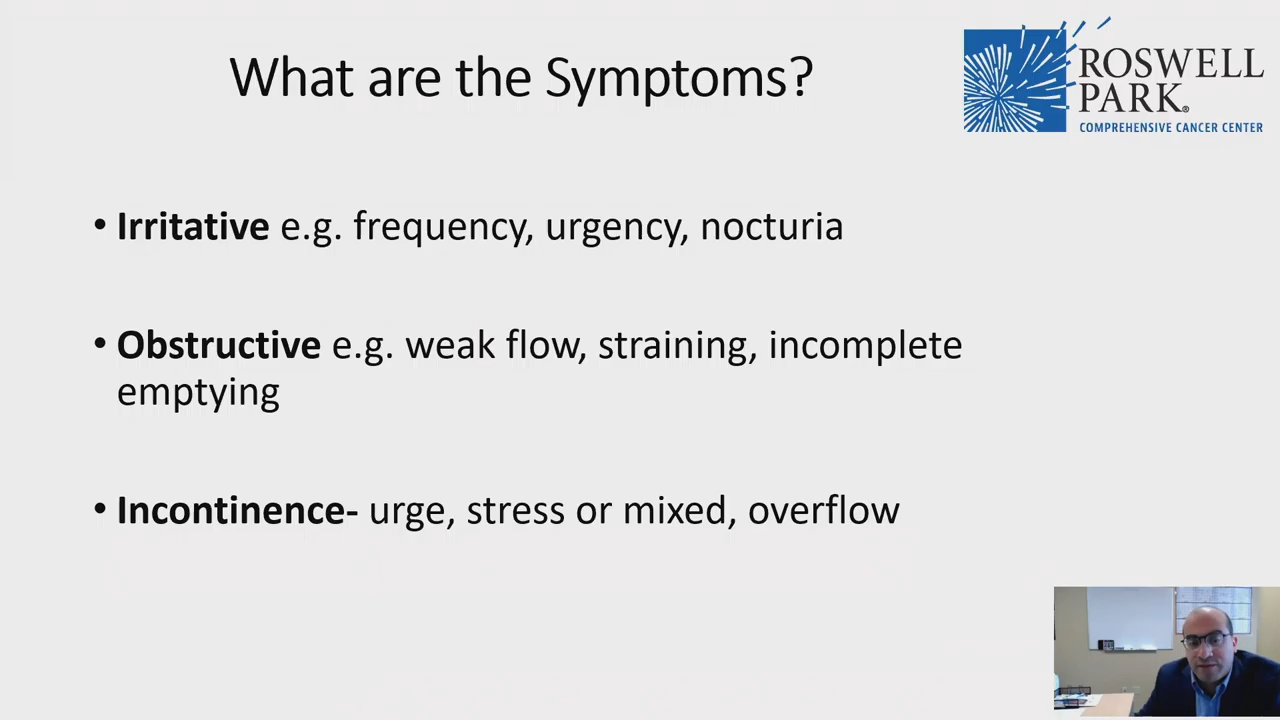 What are the Symptoms?
ROSWELL
PARK®
COMPREHENSIVE CANCER CENTER
• Irritative e.g. frequency, urgency, nocturia
• Obstructive e.g. weak flow, straining, incomplete
emptying
• Incontinence- urge, stress or mixed, overflow